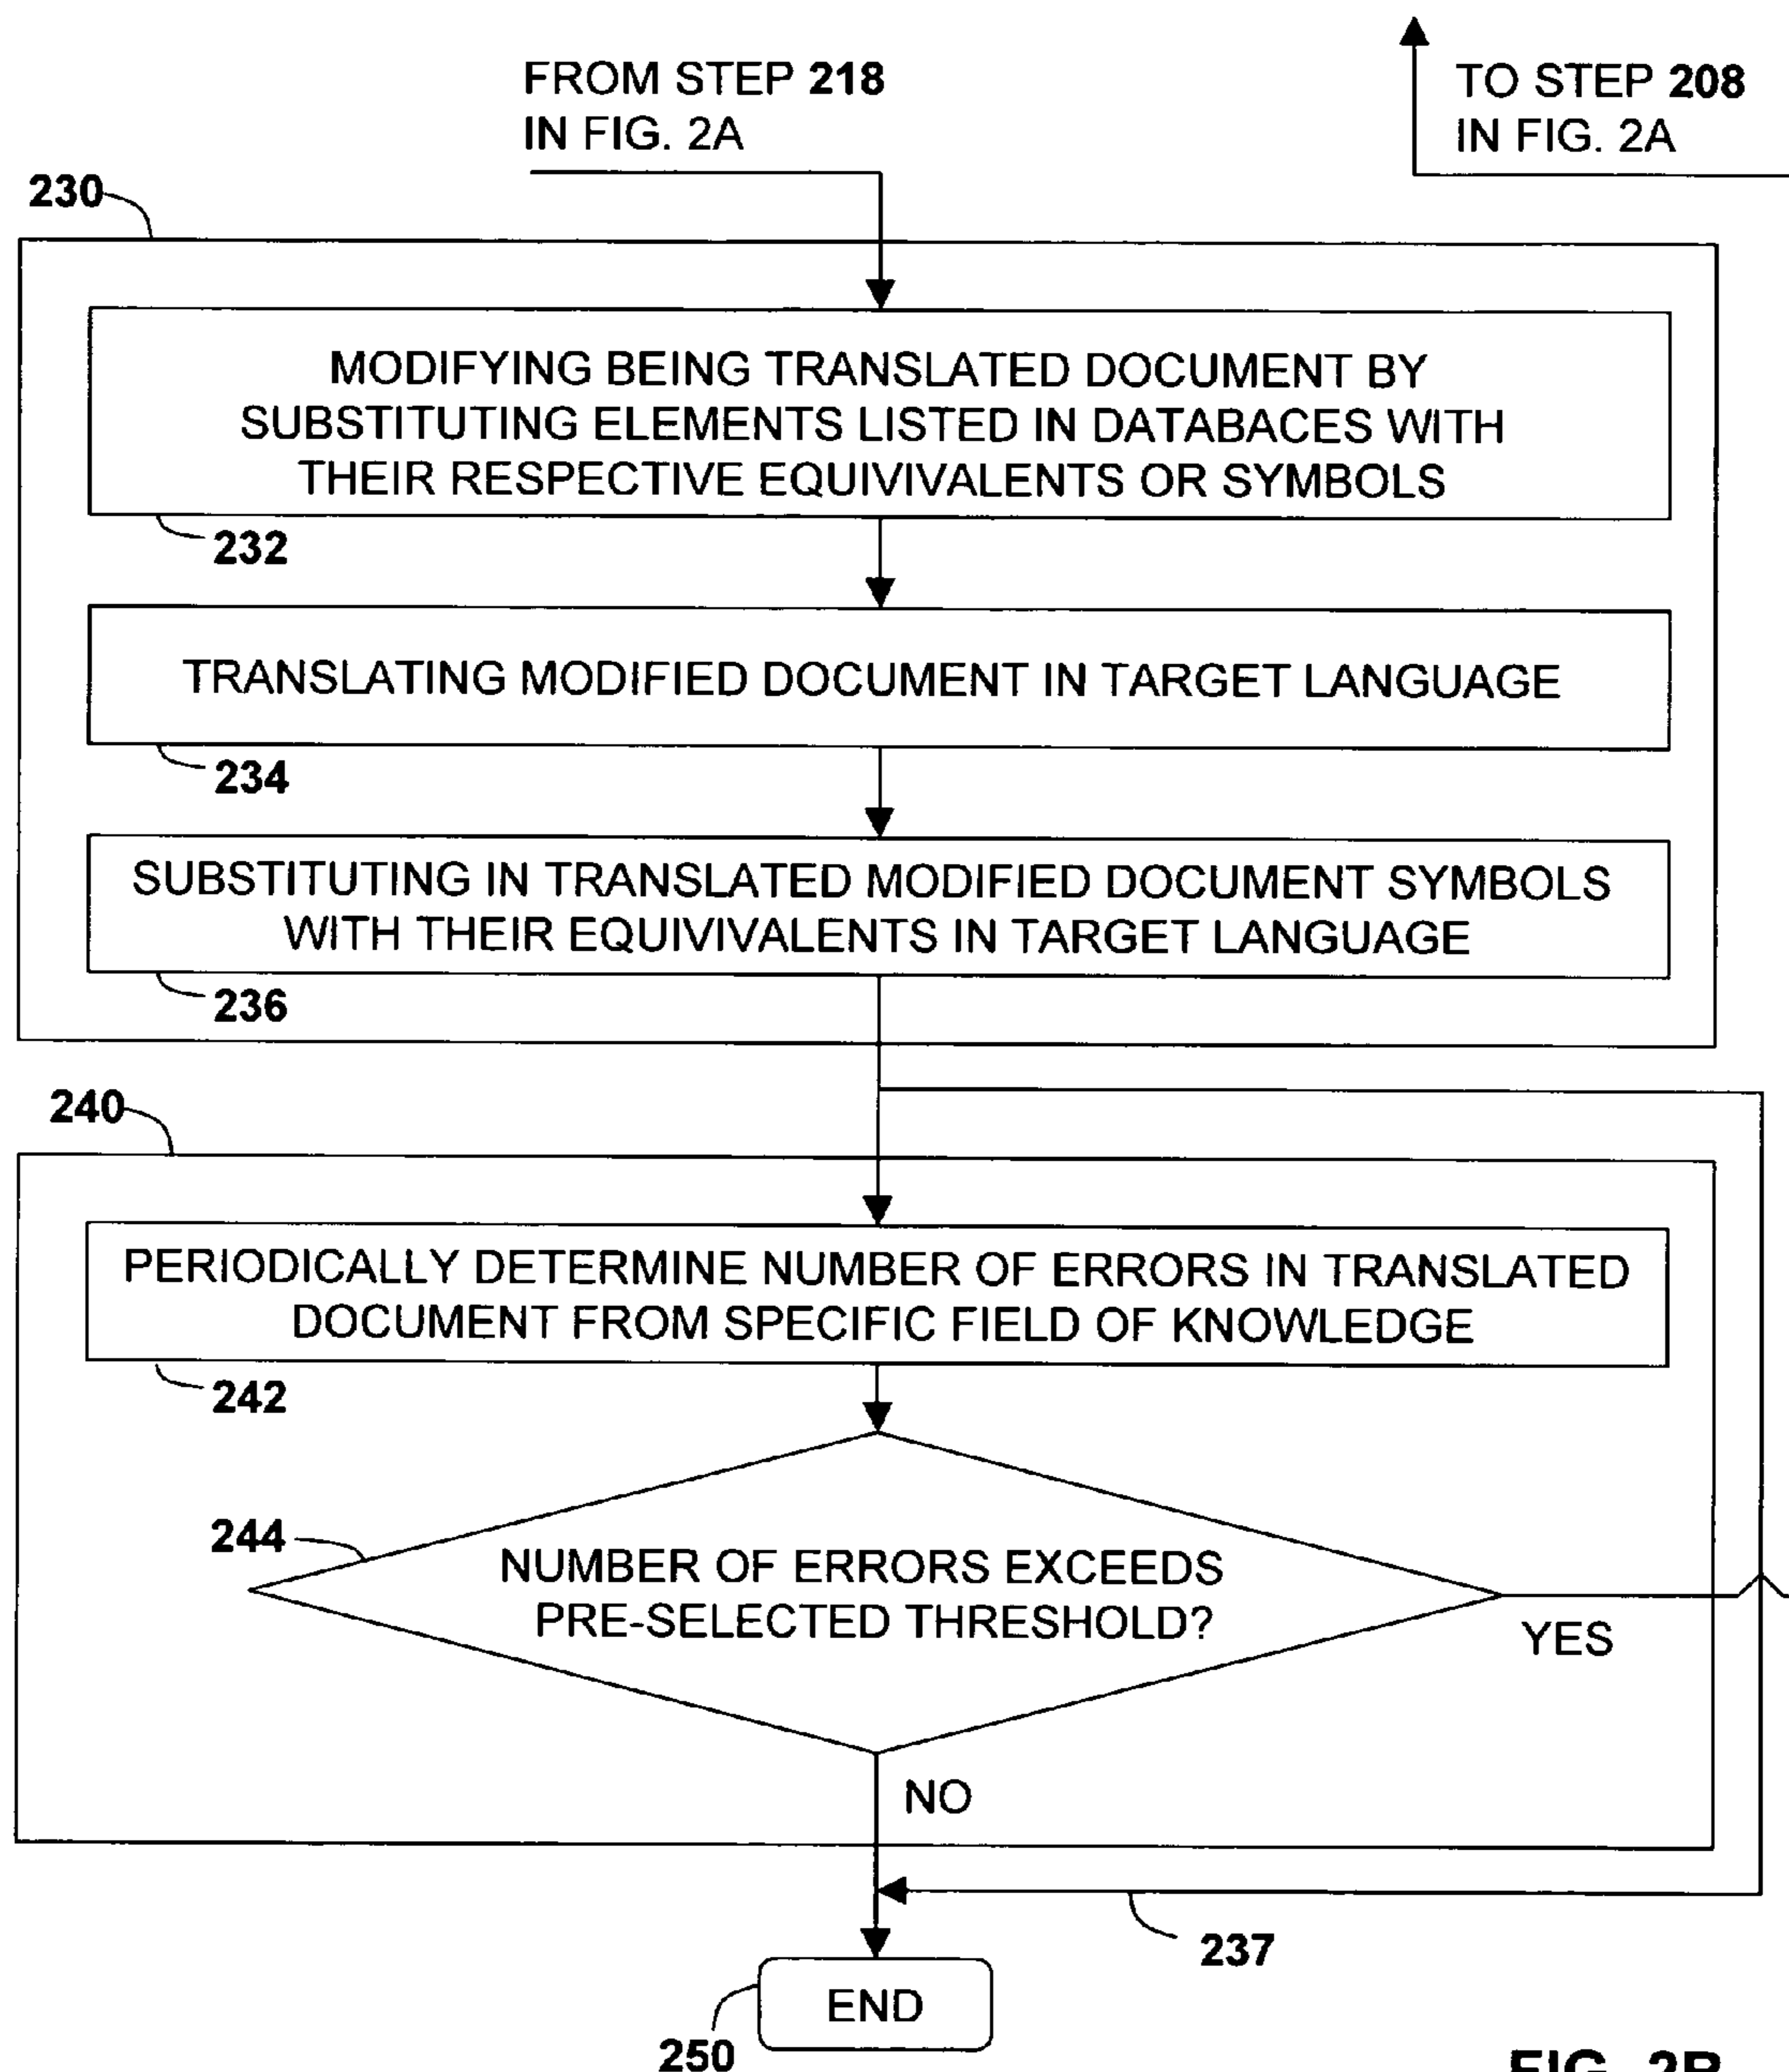 FROM STEP 218
IN FIG. 2A
TO STEP 208
IN FIG. 2A
230
MODIFYING BEING TRANSLATED DOCUMENT BY
SUBSTITUTING ELEMENTS LISTED IN DATABACES WITH
THEIR RESPECTIVE EQUIVIVALENTS OR SYMBOLS
232
TRANSLATING MODIFIED DOCUMENT IN TARGET LANGUAGE
234
SUBSTITUTING IN TRANSLATED MODIFIED DOCUMENT SYMBOLS
WITH THEIR EQUIVIVALENTS IN TARGET LANGUAGE
236
240
PERIODICALLY DETERMINE NUMBER OF ERRORS IN TRANSLATED
DOCUMENT FROM SPECIFIC FIELD OF KNOWLEDGE
242
244
NUMBER OF ERRORS EXCEEDS
PRE-SELECTED THRESHOLD?
YES
NO
237
END
250
FIG. 2B